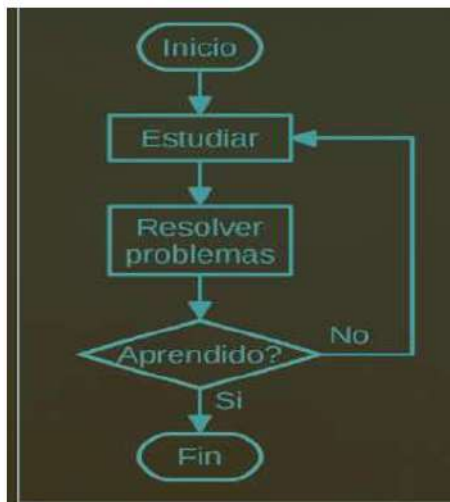 Inicio
Estudiar
Resolver
problemas
Aprendido?
No
Si
Fin